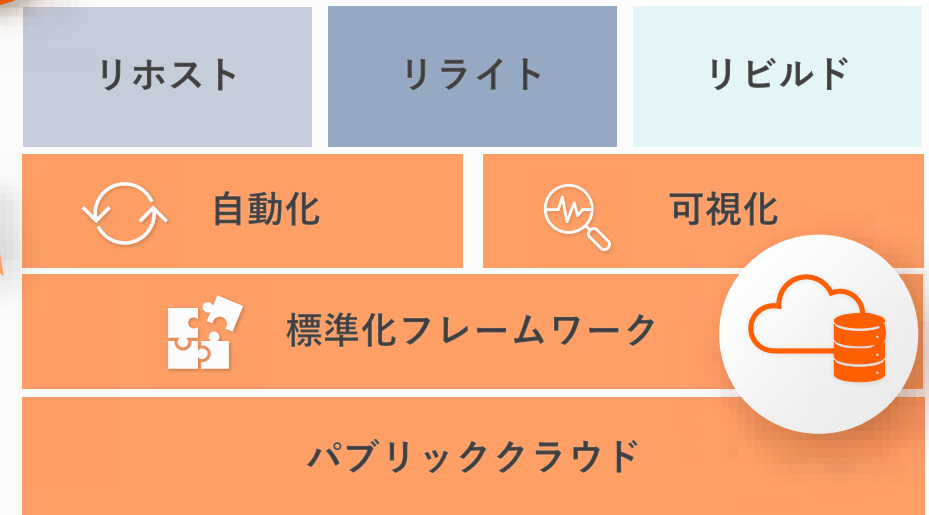 リホスト
リライト
リビルド
自動化
可視化
標準化フレームワーク
パブリッククラウド